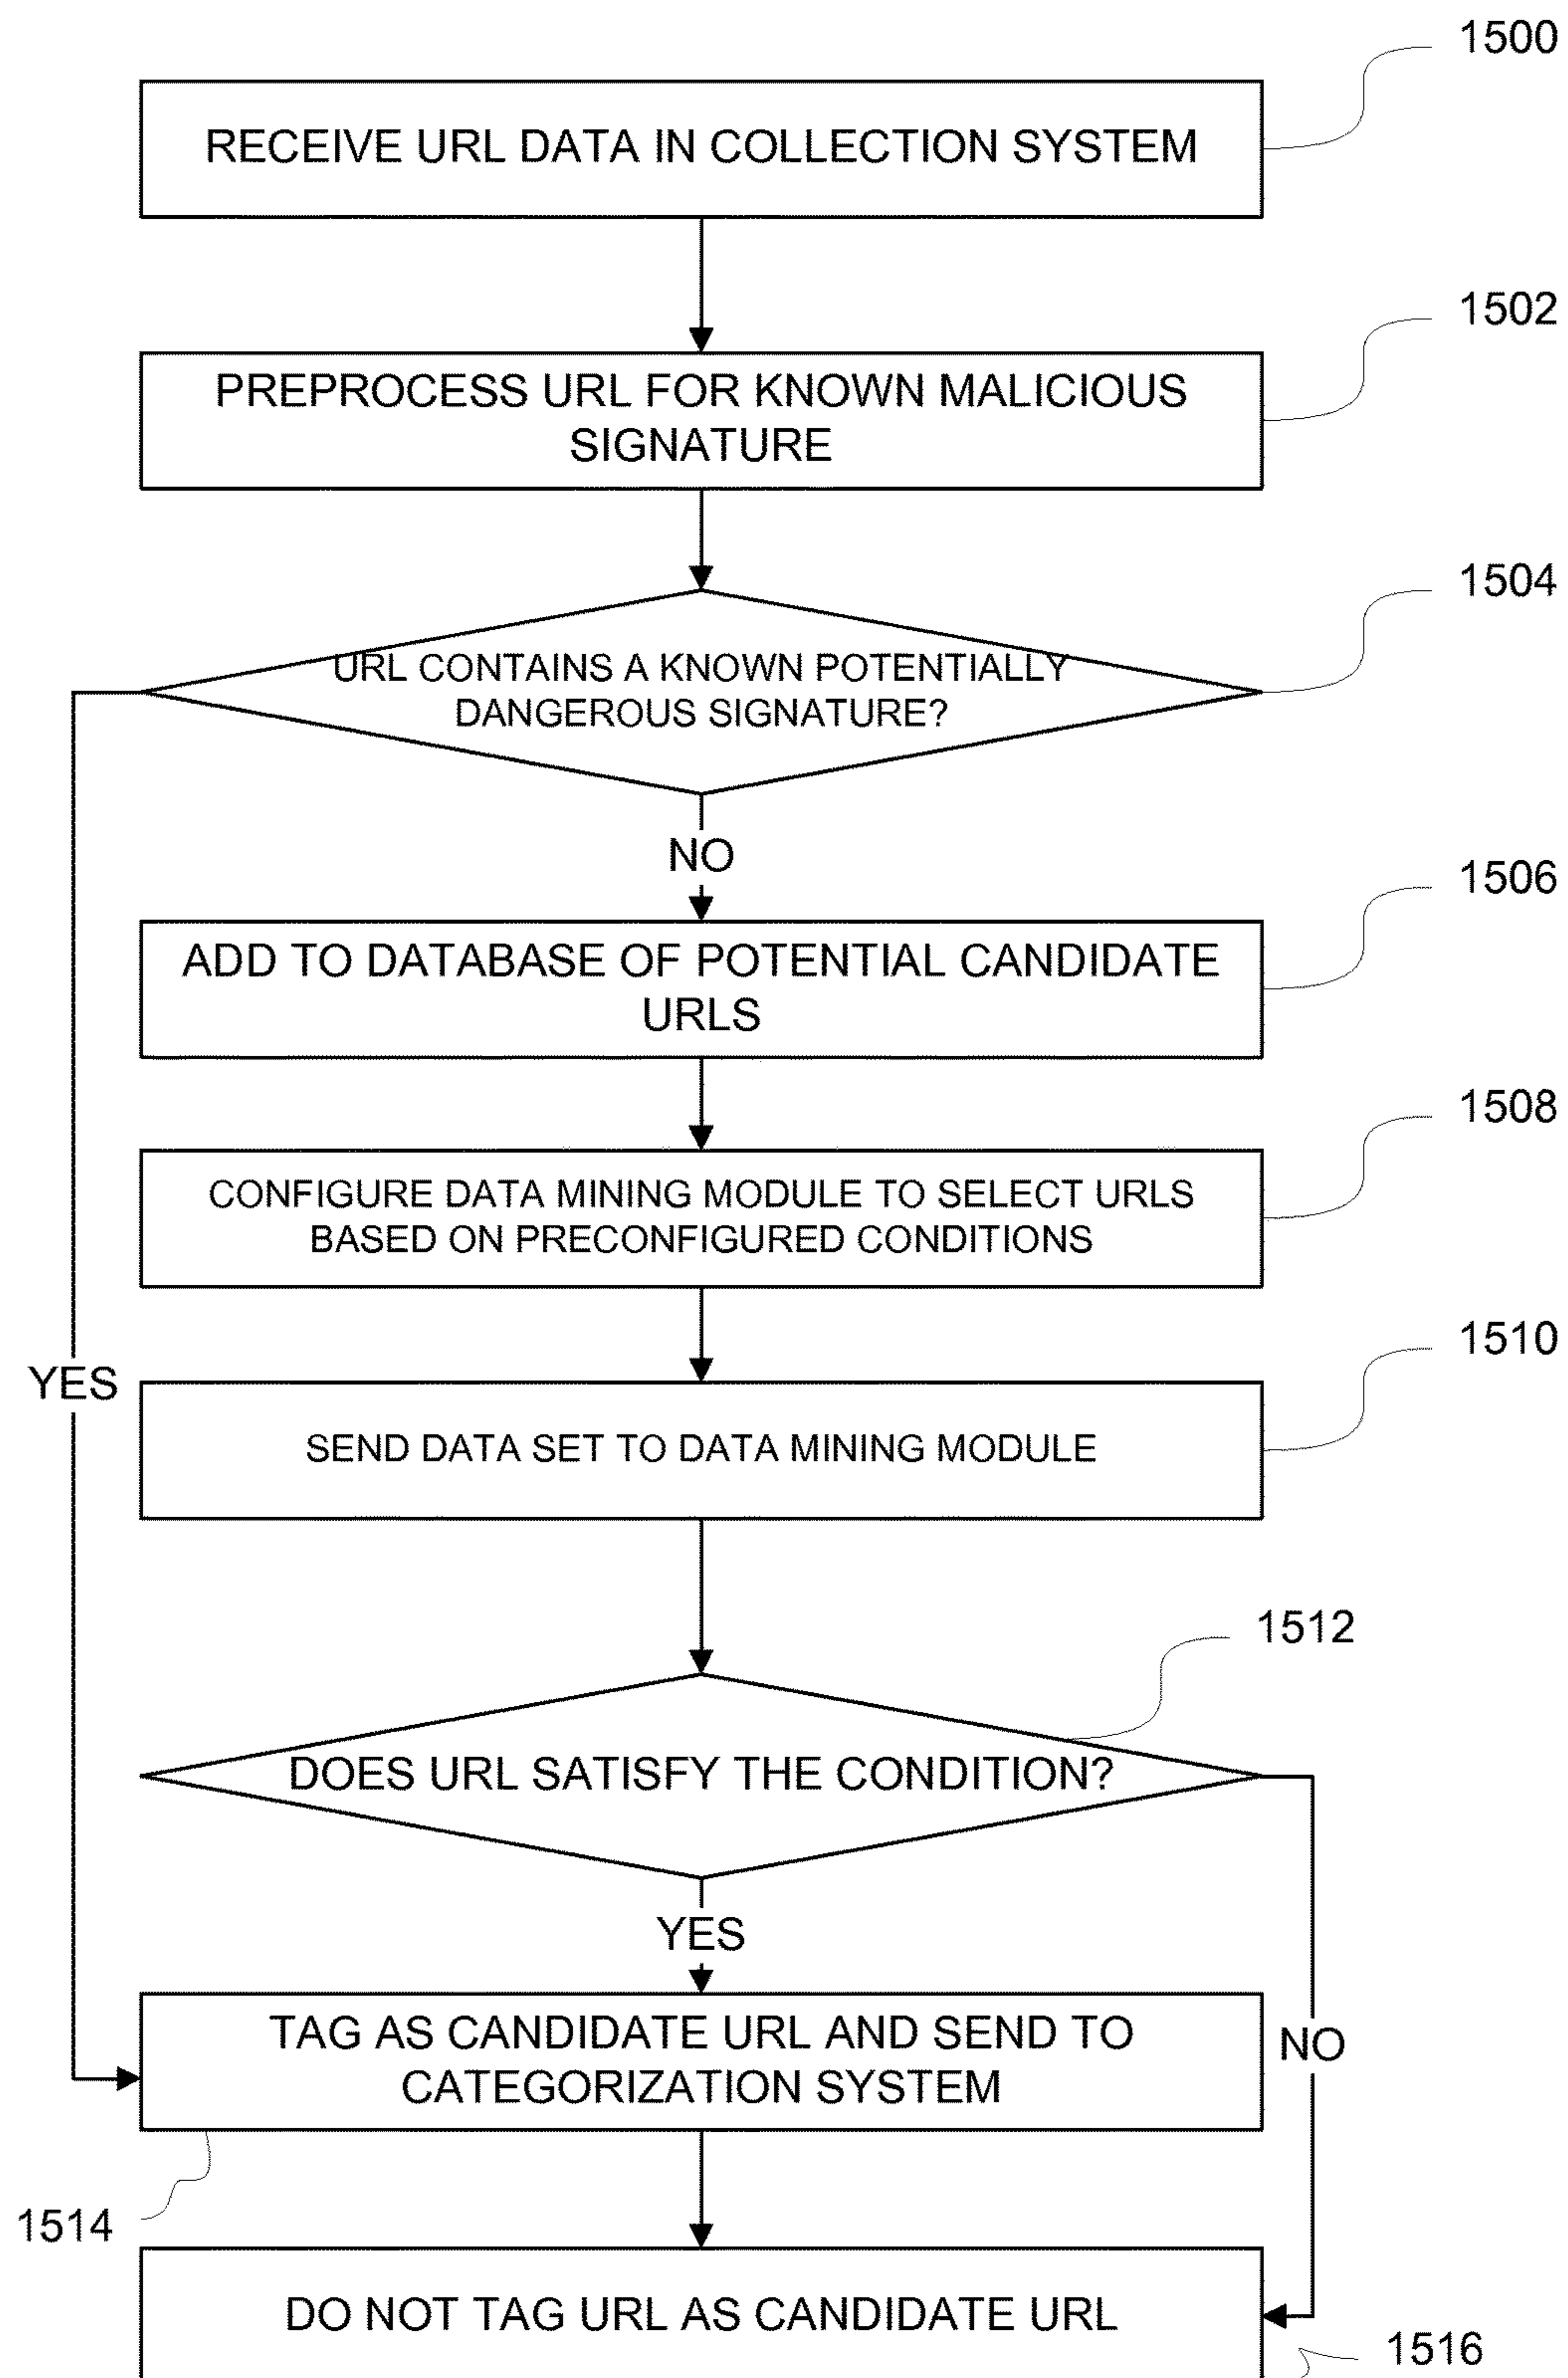 1500
RECEIVE URL DATA IN COLLECTION SYSTEM
1502
PREPROCESS URL FOR KNOWN MALICIOUS
SIGNATURE
1504
URL CONTAINS A KNOWN POTENTIALLY
DANGEROUS SIGNATURE?
NO
1506
ADD TO DATABASE OF POTENTIAL CANDIDATE
URLS
1508
CONFIGURE DATA MINING MODULE TO SELECT URLS
BASED ON PRECONFIGURED CONDITIONS
1510
YES
SEND DATA SET TO DATA MINING MODULE
1512
DOES URL SATISFY THE CONDITION?
YES
TAG AS CANDIDATE URL AND SEND TO
CATEGORIZATION SYSTEM
NO
1514
DO NOT TAG URL AS CANDIDATE URL
1516